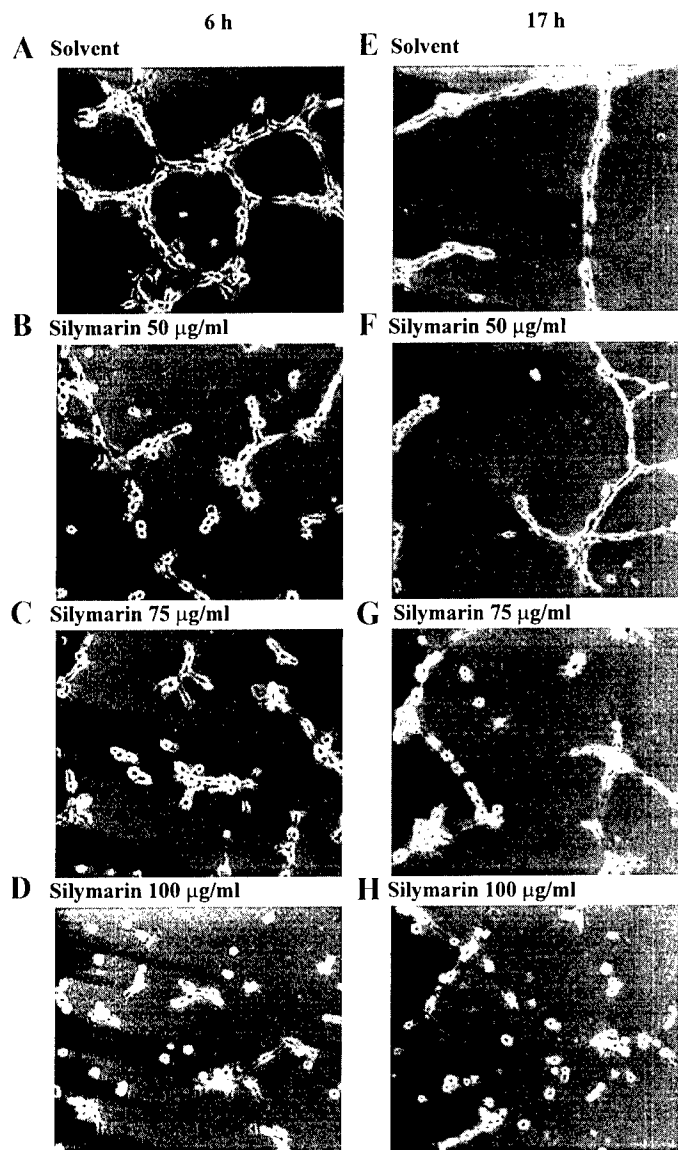 6 h 17 h
A Solvent E Solvent
B Silymarin 50 μg/ml F Silymarin 50 μg/ml
C Silymarin 75 μg/ml G Silymarin 75 μg/ml
D Silymarin 100 μg/ml H Silymarin 100 μg/ml